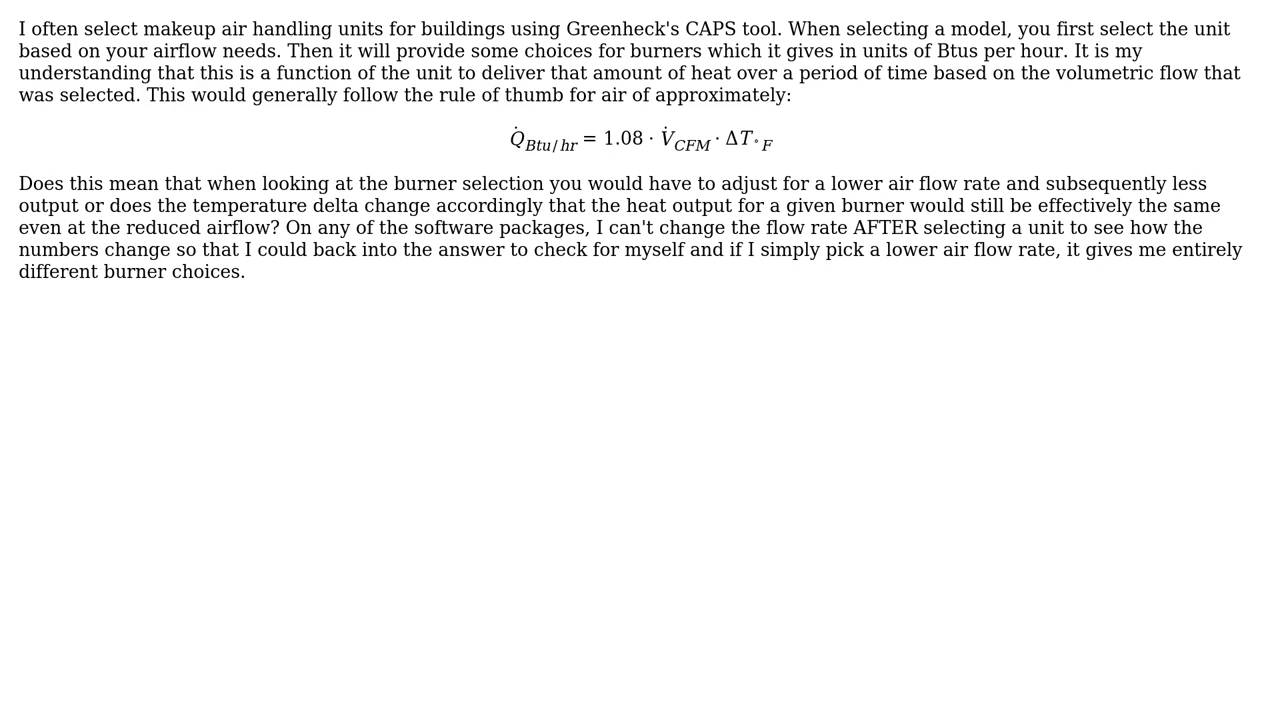 I often select makeup air handling units for buildings using Greenheck's CAPS tool. When selecting a model, you first select the unit
based on your airflow needs. Then it will provide some choices for burners which it gives in units of Btus per hour. It is my
understanding that this is a function of the unit to deliver that amount of heat over a period of time based on the volumetric flow that
was selected. This would generally follow the rule of thumb for air of approximately:
Q̇_{Btu/hr} = 1.08 · V̇_{CFM} · ΔT_{°F}
Does this mean that when looking at the burner selection you would have to adjust for a lower air flow rate and subsequently less
output or does the temperature delta change accordingly that the heat output for a given burner would still be effectively the same
even at the reduced airflow? On any of the software packages, I can't change the flow rate AFTER selecting a unit to see how the
numbers change so that I could back into the answer to check for myself and if I simply pick a lower air flow rate, it gives me entirely
different burner choices.